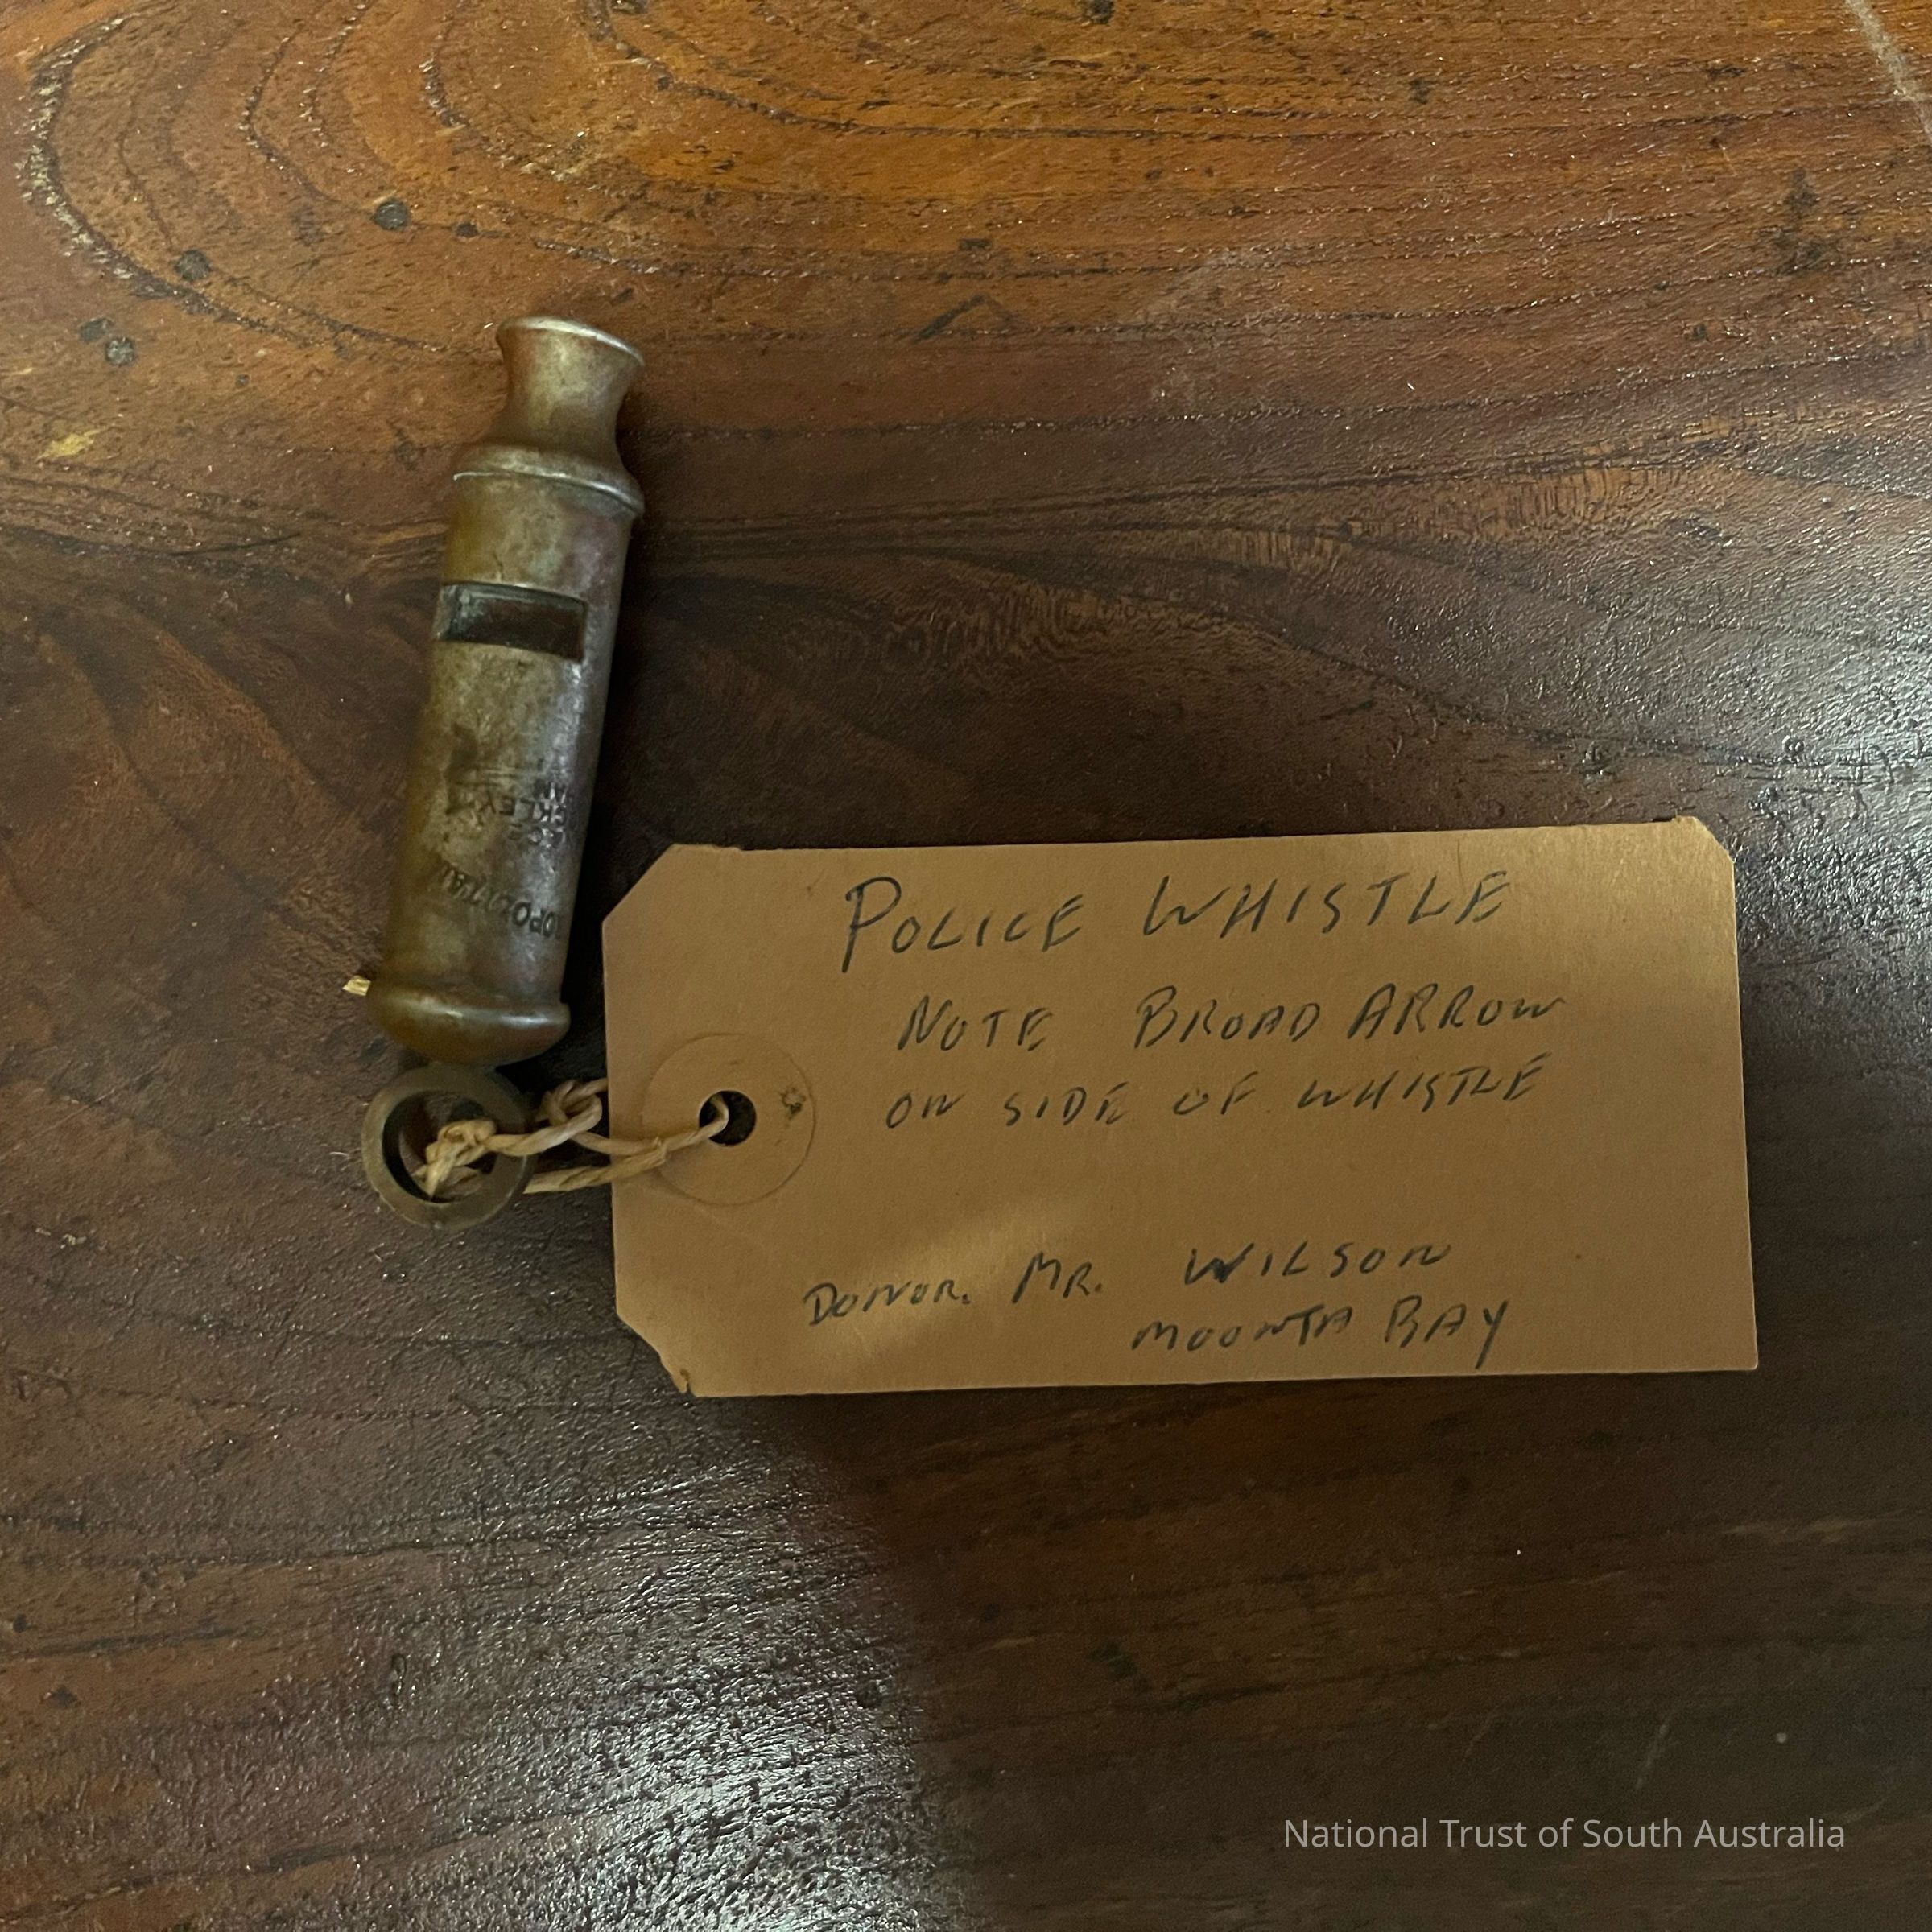 POLICE WHISTLE
NOTE BROAD ARROW
ON SIDE OF WHISTLE
DONOR. MR. WILSON
MOONTA BAY
National Trust of South Australia